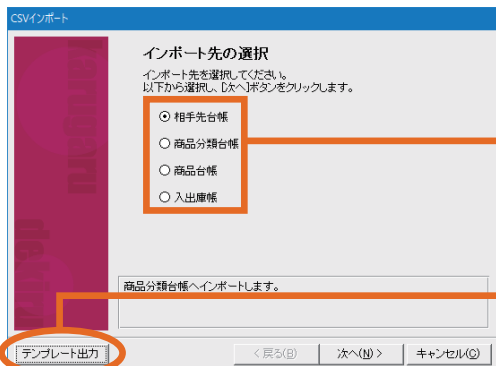 CSVインポート
インポート先の選択
インポート先を選択してください。
以下から選択し、[次へ]ボタンをクリックします。
相手先台帳
商品分類台帳
商品台帳
入出庫帳
商品分類台帳へインポートします。
テンプレート出力
< 戻る(B)
次へ(N) >
キャンセル(C)